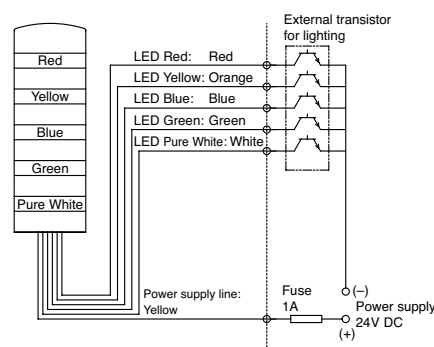 External transistor
for lighting
Red
Yellow
Blue
Green
Pure White
LED Red: Red
LED Yellow: Orange
LED Blue: Blue
LED Green: Green
LED Pure White: White
Power supply line:
Yellow
Fuse
1A
(–)
Power supply
24V DC
(+)